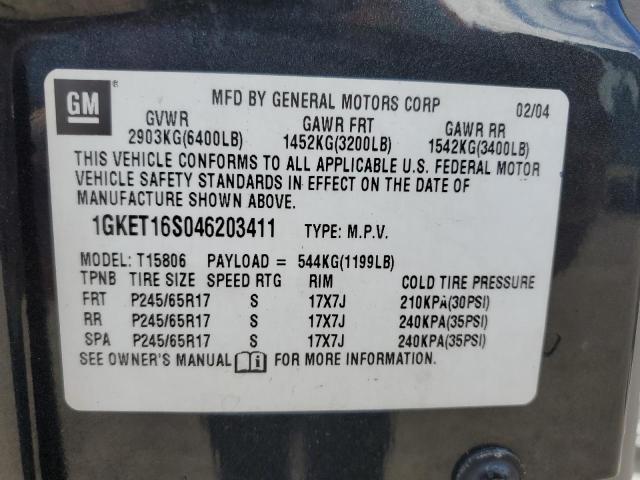 GM ®
MFD BY GENERAL MOTORS CORP 02/04
GVWR GAWR FRT GAWR RR
2903KG(6400LB) 1452KG(3200LB) 1542KG(3400LB)
THIS VEHICLE CONFORMS TO ALL APPLICABLE U.S. FEDERAL MOTOR
VEHICLE SAFETY STANDARDS IN EFFECT ON THE DATE OF
MANUFACTURE SHOWN ABOVE.
1GKET16S046203411 TYPE: M.P.V.
MODEL: T15806 PAYLOAD = 544KG(1199LB)
TPNB TIRE SIZE SPEED RTG RIM COLD TIRE PRESSURE
FRT P245/65R17 S 17X7J 210KPA(30PSI)
RR P245/65R17 S 17X7J 240KPA(35PSI)
SPA P245/65R17 S 17X7J 240KPA(35PSI)
SEE OWNER'S MANUAL FOR MORE INFORMATION.